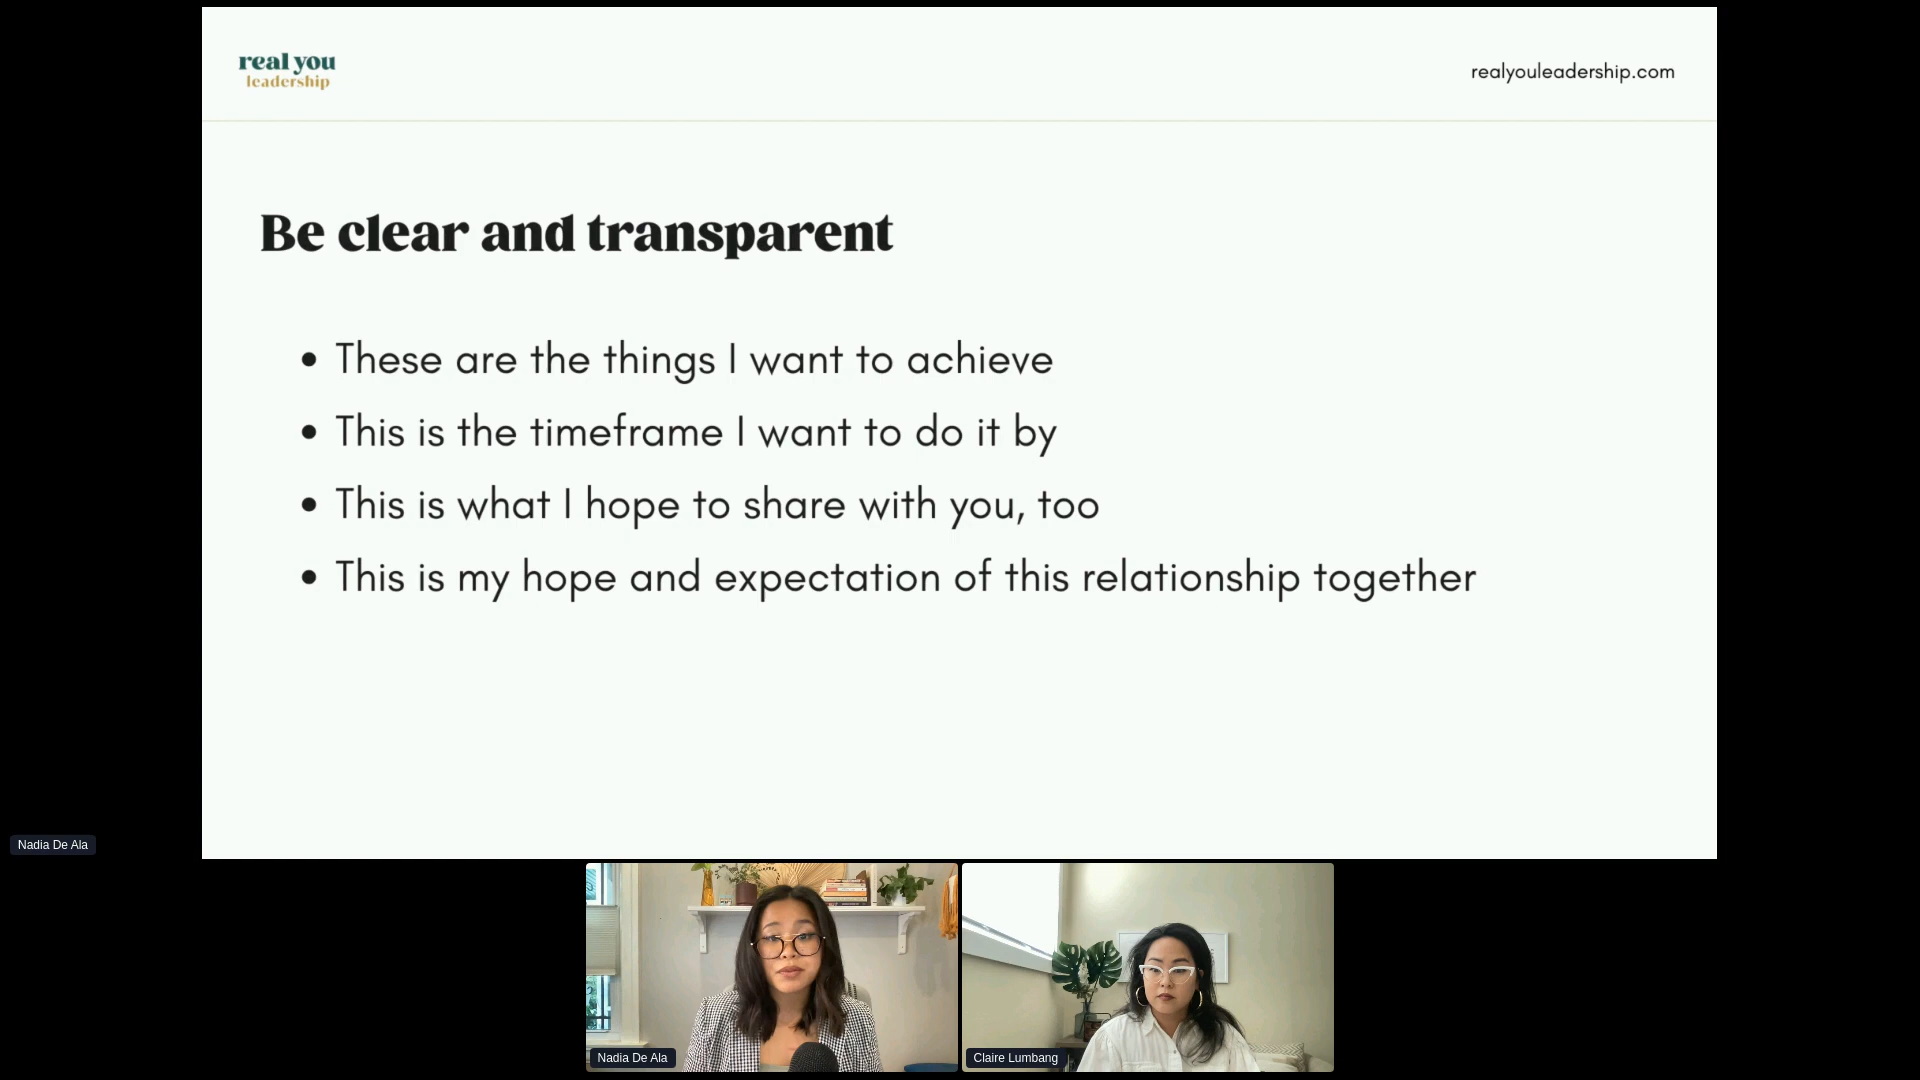 real you
leadership
realyouleadership.com
Be clear and transparent
• These are the things I want to achieve
• This is the timeframe I want to do it by
• This is what I hope to share with you, too
• This is my hope and expectation of this relationship together
Nadia De Ala
Nadia De Ala
Claire Lumbang